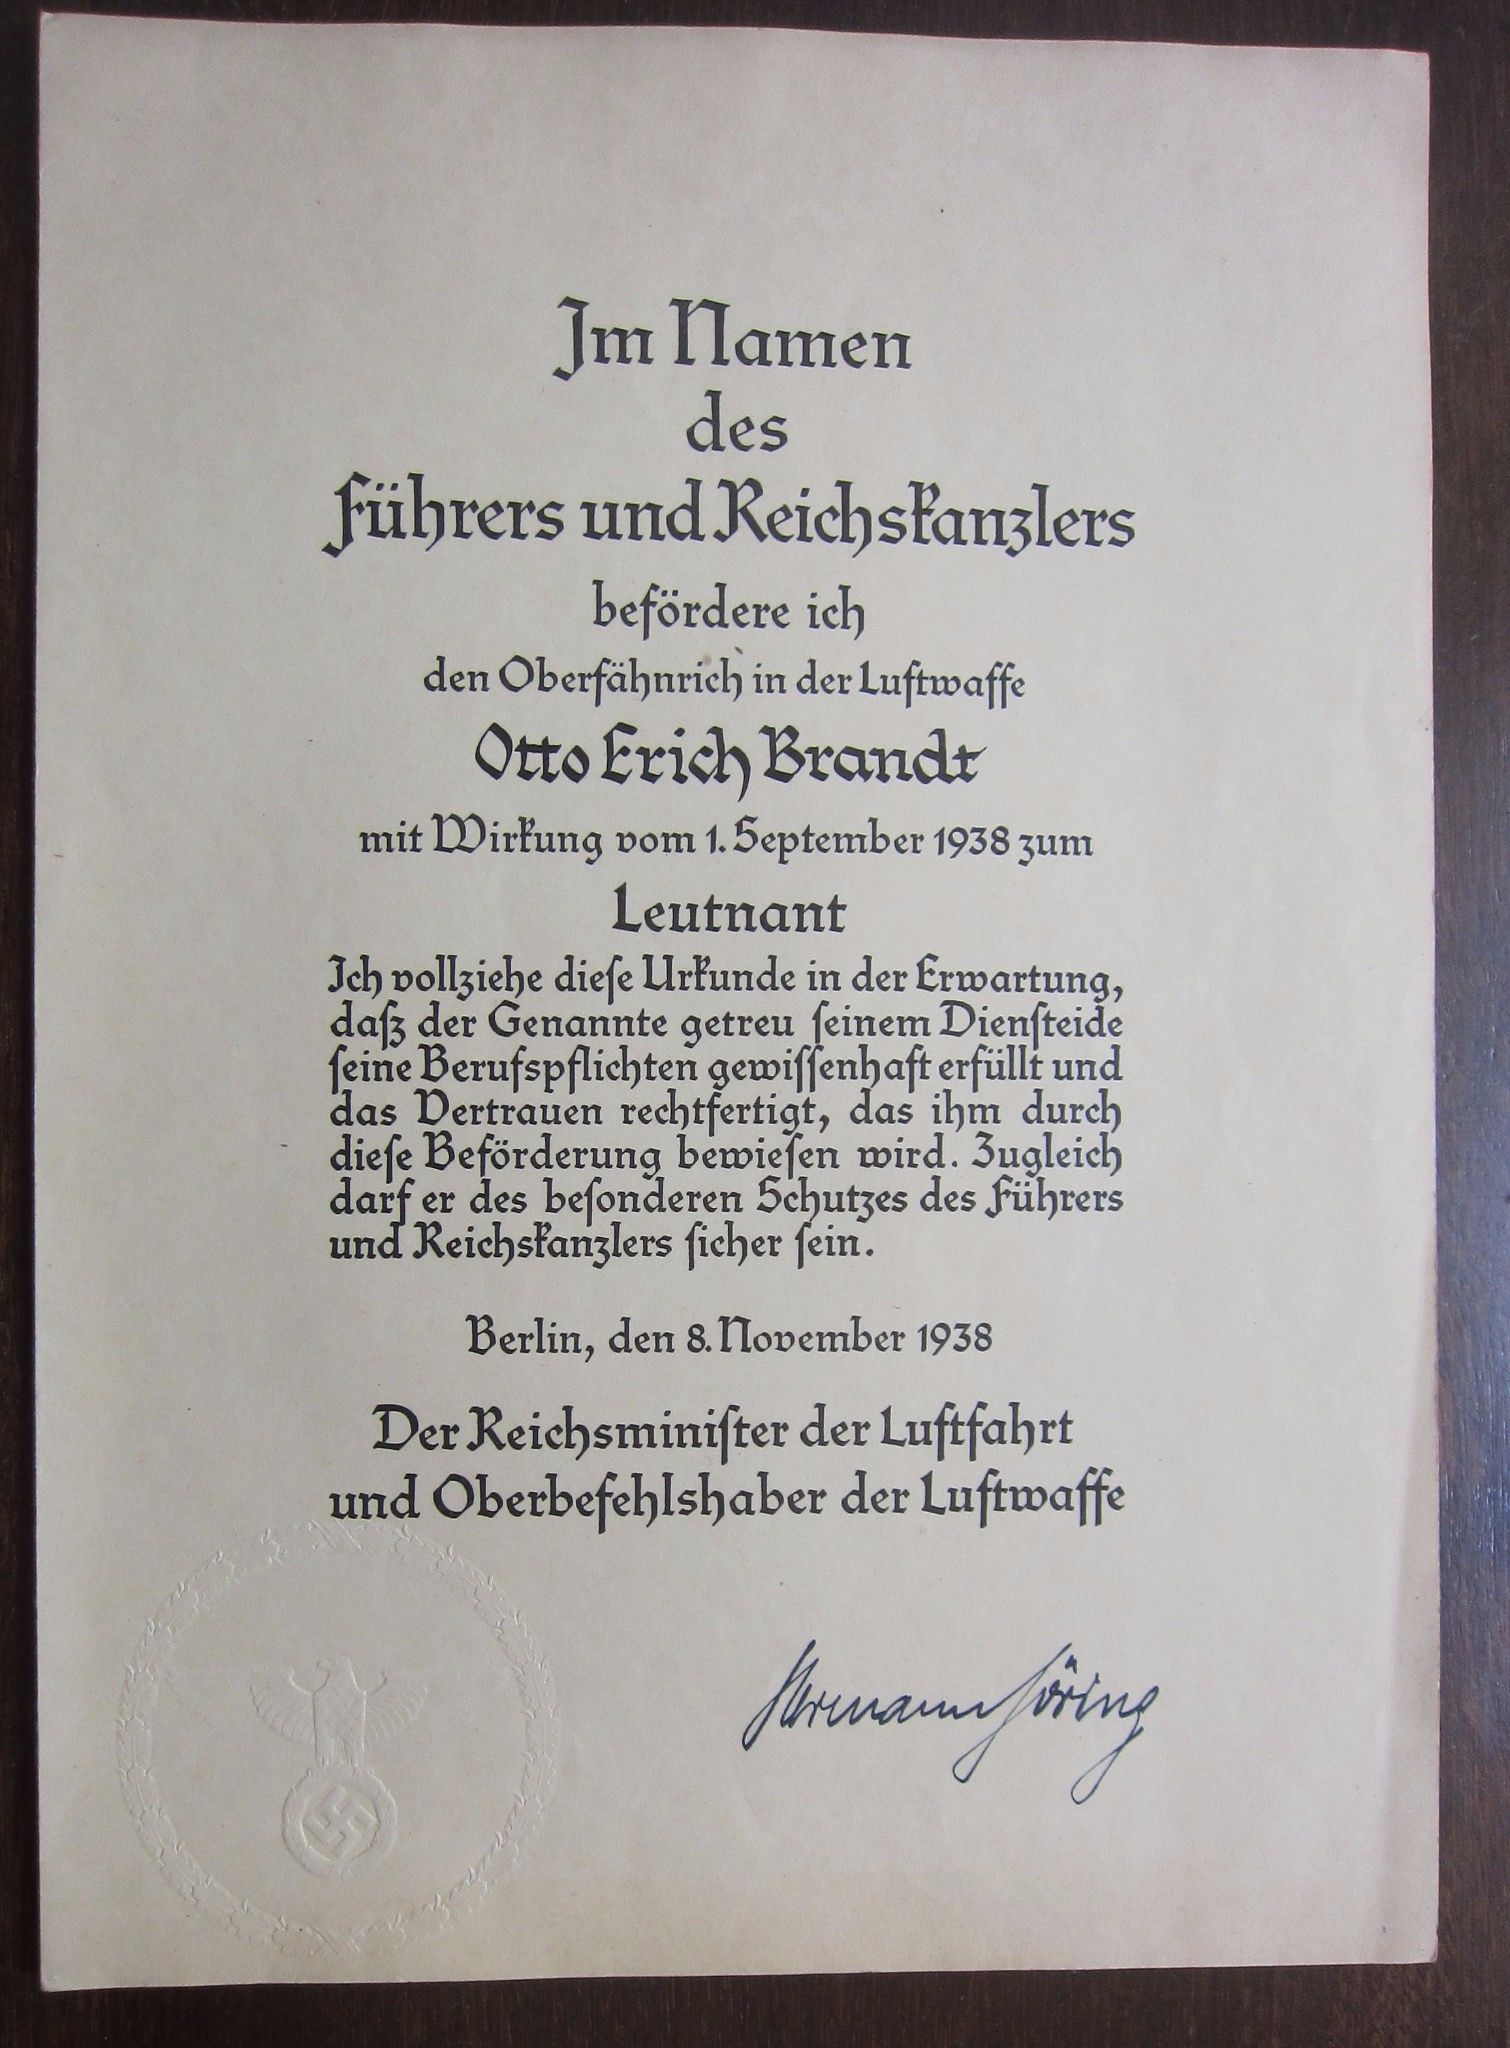 Im Namen
des
Führers und Reichskanzlers
befördere ich
den Oberfähnrich in der Luftwaffe
Otto Erich Brandt
mit Wirkung vom 1. September 1938 zum
Leutnant
Ich vollziehe dieſe Urkunde in der Erwartung,
daß der Genannte getreu ſeinem Dienſteide
ſeine Berufspflichten gewiſſenhaft erfüllt und
das Vertrauen rechtfertigt, das ihm durch
dieſe Beförderung bewieſen wird. Zugleich
darf er des beſonderen Schutzes des Führers
und Reichskanzlers ſicher ſein.
Berlin, den 8. November 1938
Der Reichsminiſter der Luftfahrt
und Oberbefehlshaber der Luftwaffe
Hermann Göring